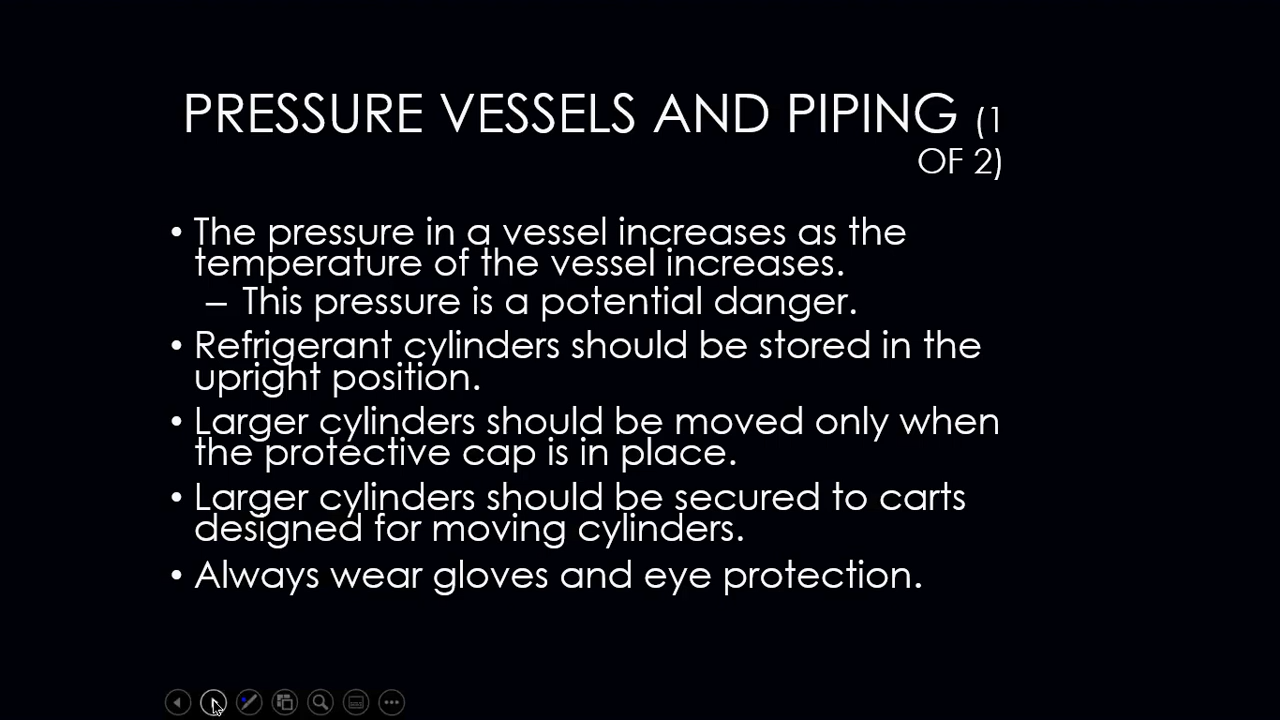 PRESSURE VESSELS AND PIPING (1
OF 2)
• The pressure in a vessel increases as the
temperature of the vessel increases.
– This pressure is a potential danger.
• Refrigerant cylinders should be stored in the
upright position.
• Larger cylinders should be moved only when
the protective cap is in place.
• Larger cylinders should be secured to carts
designed for moving cylinders.
• Always wear gloves and eye protection.